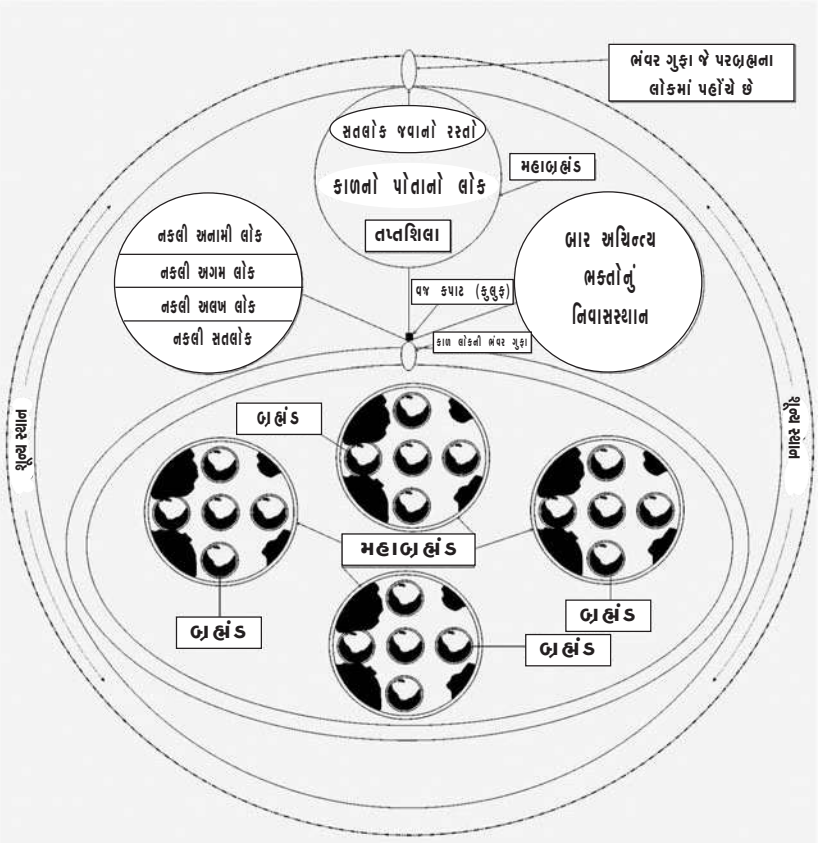 ભંવર ગુફા જે પરબ્રહ્મના
લોકમાં પહોંચે છે
સતલોક જવાનો રસ્તો
મહાબ્રહ્મંડ
કાળનો પોતાનો લોક
તપ્તશિલા
નકલી અનામી લોક
નકલી અગમ લોક
નકલી અલખ લોક
નકલી સતલોક
બાર અચિન્ત્ય
ભક્તોનું
નિવાસસ્થાન
વજ કપાટ (કુલુફ)
કાળ લોકની ભંવર ગુફા
શૂન્ય સ્થાન
શૂન્ય સ્થાન
બ્રહ્મંડ
મહાબ્રહ્મંડ
બ્રહ્મંડ
બ્રહ્મંડ
બ્રહ્મંડ